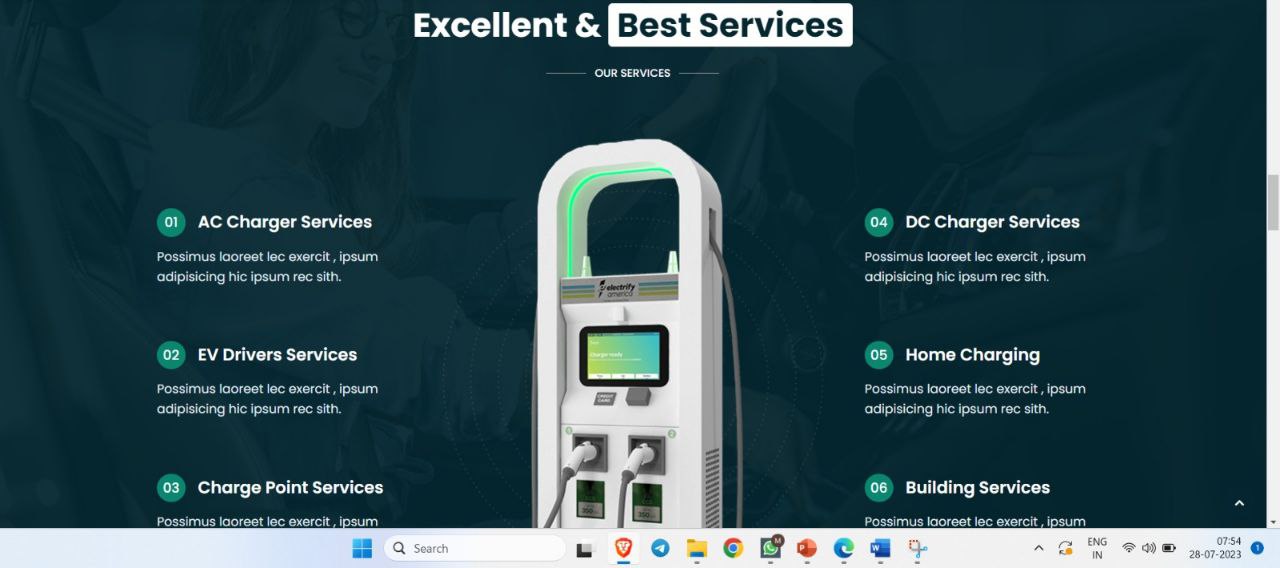 Excellent & Best Services
OUR SERVICES
01 AC Charger Services
Possimus laoreet lec exercit , ipsum
adipisicing hic ipsum rec sith.
02 EV Drivers Services
Possimus laoreet lec exercit , ipsum
adipisicing hic ipsum rec sith.
03 Charge Point Services
Possimus laoreet lec exercit , ipsum
electrify
america
Charger ready
CREDIT
CARD
1
2
350
350
04 DC Charger Services
Possimus laoreet lec exercit , ipsum
adipisicing hic ipsum rec sith.
05 Home Charging
Possimus laoreet lec exercit , ipsum
adipisicing hic ipsum rec sith.
06 Building Services
Possimus laoreet lec exercit , ipsum
Search
M
ENG
IN
07:54
28-07-2023
1